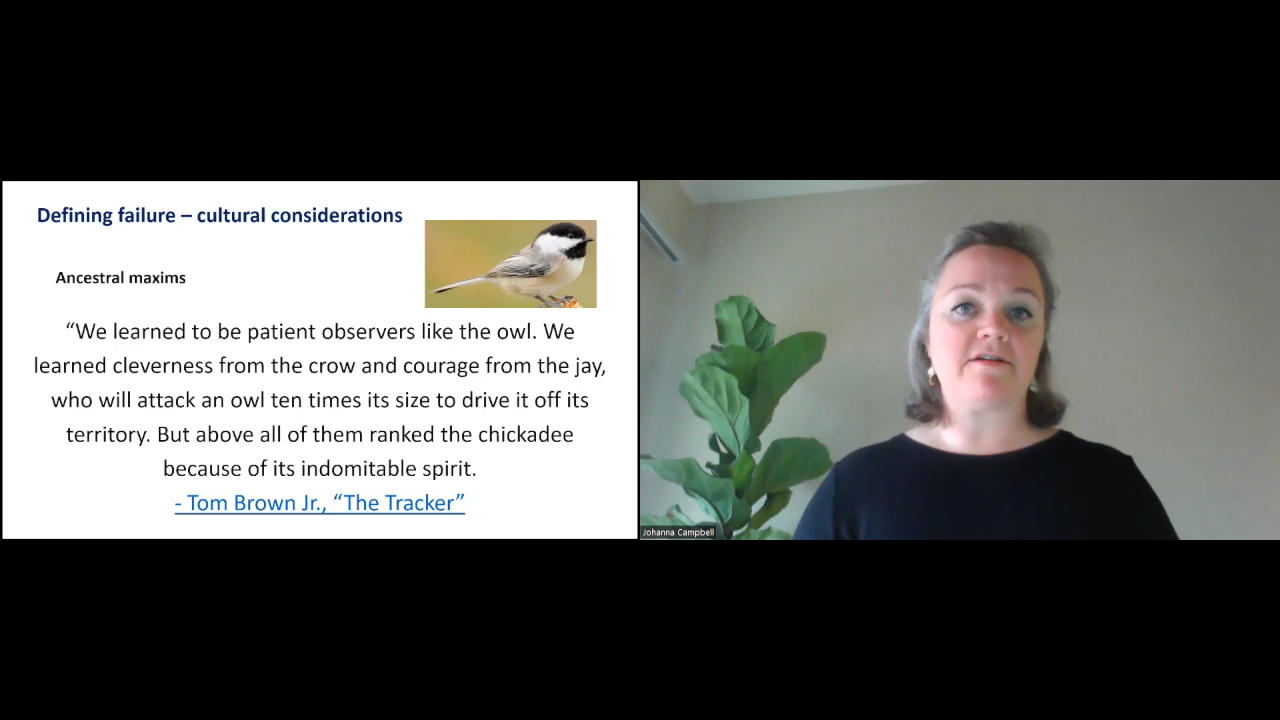 Defining failure – cultural considerations
Ancestral maxims
“We learned to be patient observers like the owl. We
learned cleverness from the crow and courage from the jay,
who will attack an owl ten times its size to drive it off its
territory. But above all of them ranked the chickadee
because of its indomitable spirit.
- Tom Brown Jr., “The Tracker”
Johanna Campbell